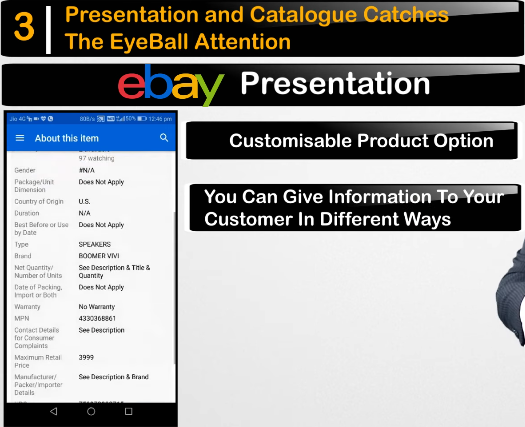 3
Presentation and Catalogue Catches
The EyeBall Attention
ebay Presentation
Customisable Product Option
You Can Give Information To Your
Customer In Different Ways
Jio 4G
12:46 pm
About this item
97 watching
Gender #N/A
Package/Unit Does Not Apply
Dimension
Country of Origin U.S.
Duration N/A
Best Before or Use Does Not Apply
by Date
Type SPEAKERS
Brand BOOMER VIVI
Net Quantity/ See Description & Title &
Number of Units Quantity
Date of Packing, Does Not Apply
Import or Both
Warranty No Warranty
MPN 4330368861
Contact Details See Description
for Consumer
Complaints
Maximum Retail 3999
Price
Manufacturer/ See Description & Brand
Packer/Importer
Details